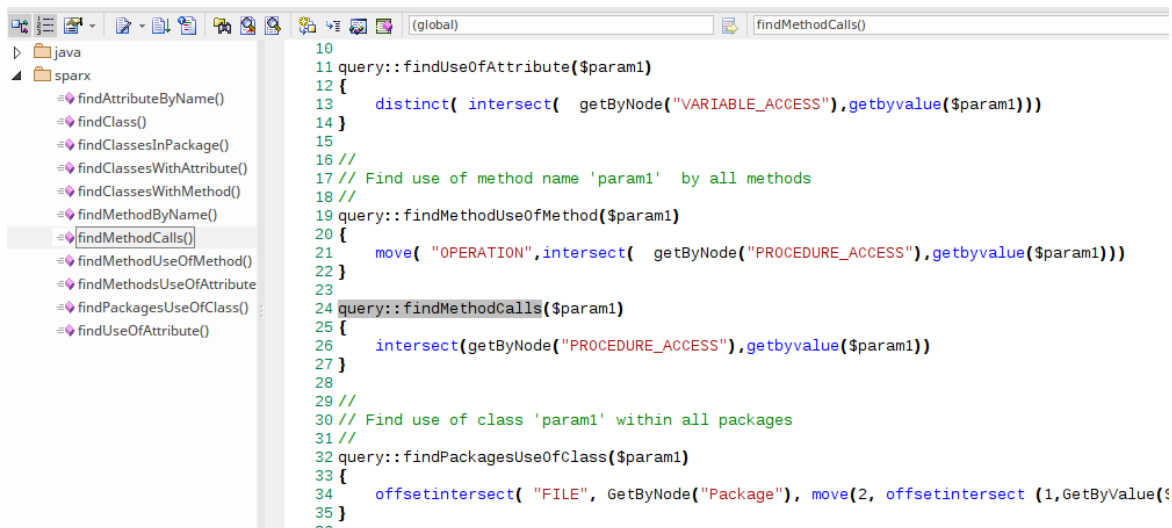 (global)
findMethodCalls()
java
sparx
findAttributeByName()
findClass()
findClassesInPackage()
findClassesWithAttribute()
findClassesWithMethod()
findMethodByName()
findMethodCalls()
findMethodUseOfMethod()
findMethodsUseOfAttribute
findPackagesUseOfClass()
findUseOfAttribute()
10
11 query::findUseOfAttribute($param1)
12 {
13     distinct( intersect(  getByNode("VARIABLE_ACCESS"),getbyvalue($param1)))
14 }
15
16 //
17 // Find use of method name 'param1'  by all methods
18 //
19 query::findMethodUseOfMethod($param1)
20 {
21     move( "OPERATION",intersect(  getByNode("PROCEDURE_ACCESS"),getbyvalue($param1)))
22 }
23
24 query::findMethodCalls($param1)
25 {
26     intersect(getByNode("PROCEDURE_ACCESS"),getbyvalue($param1))
27 }
28
29 //
30 // Find use of class 'param1' within all packages
31 //
32 query::findPackagesUseOfClass($param1)
33 {
34     offsetintersect( "FILE", GetByNode("Package"), move(2, offsetintersect (1,GetByValue($
35 }